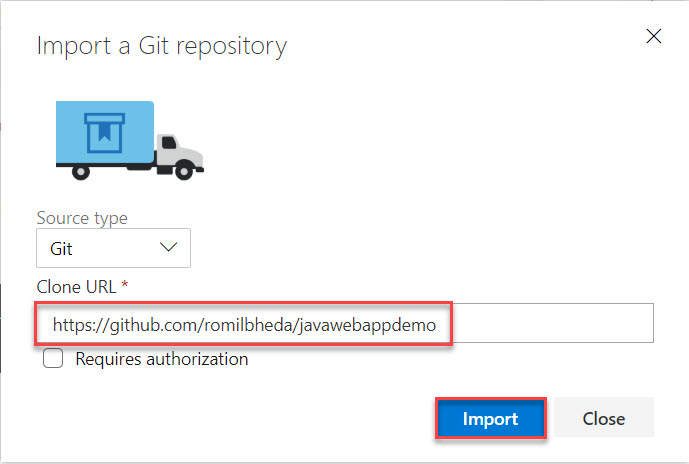 Import a Git repository
Source type
Git
Clone URL *
https://github.com/romilbheda/javawebappdemo
Requires authorization
Import Close